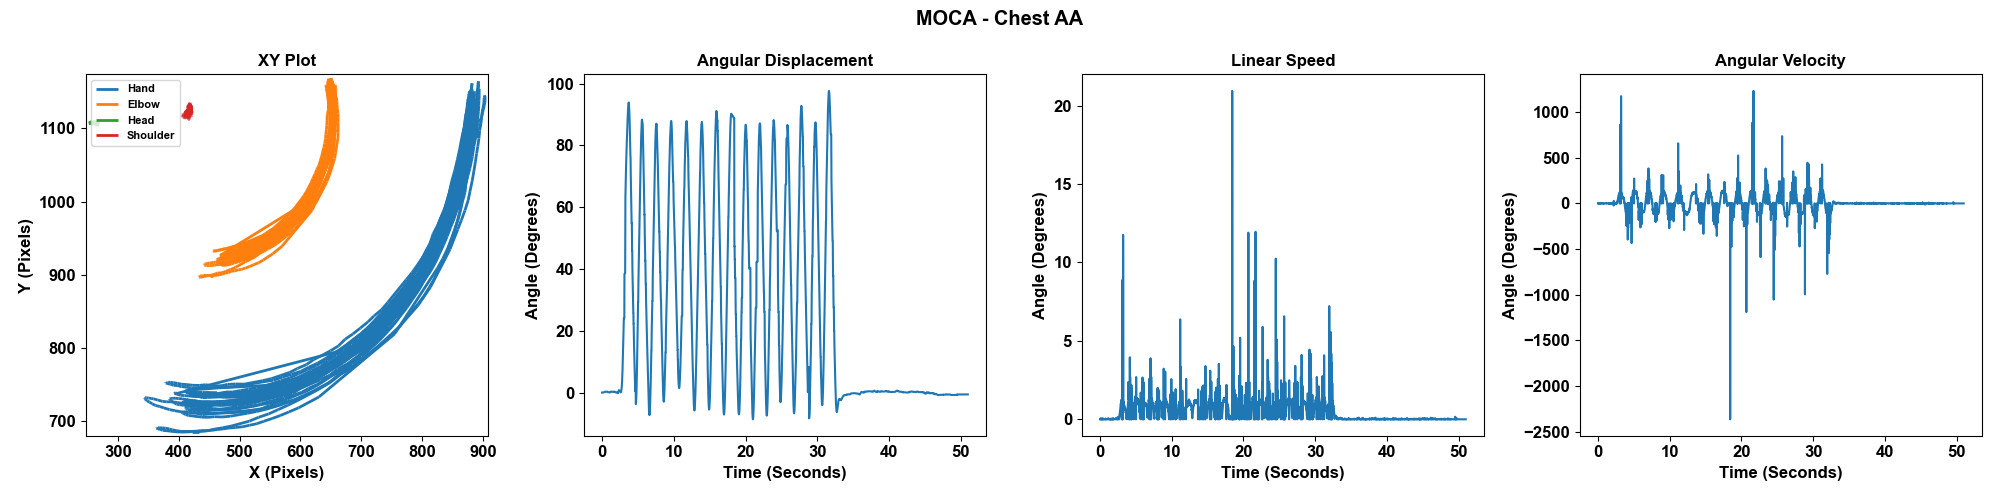 MOCA - Chest AA
XY Plot
Hand
Elbow
Head
Shoulder
1100
1000
900
800
700
Y (Pixels)
300 400 500 600 700 800 900
X (Pixels)
Angular Displacement
100
80
60
40
20
0
Angle (Degrees)
0 10 20 30 40 50
Time (Seconds)
Linear Speed
20
15
10
5
0
Angle (Degrees)
0 10 20 30 40 50
Time (Seconds)
Angular Velocity
1000
500
0
−500
−1000
−1500
−2000
−2500
Angle (Degrees)
0 10 20 30 40 50
Time (Seconds)